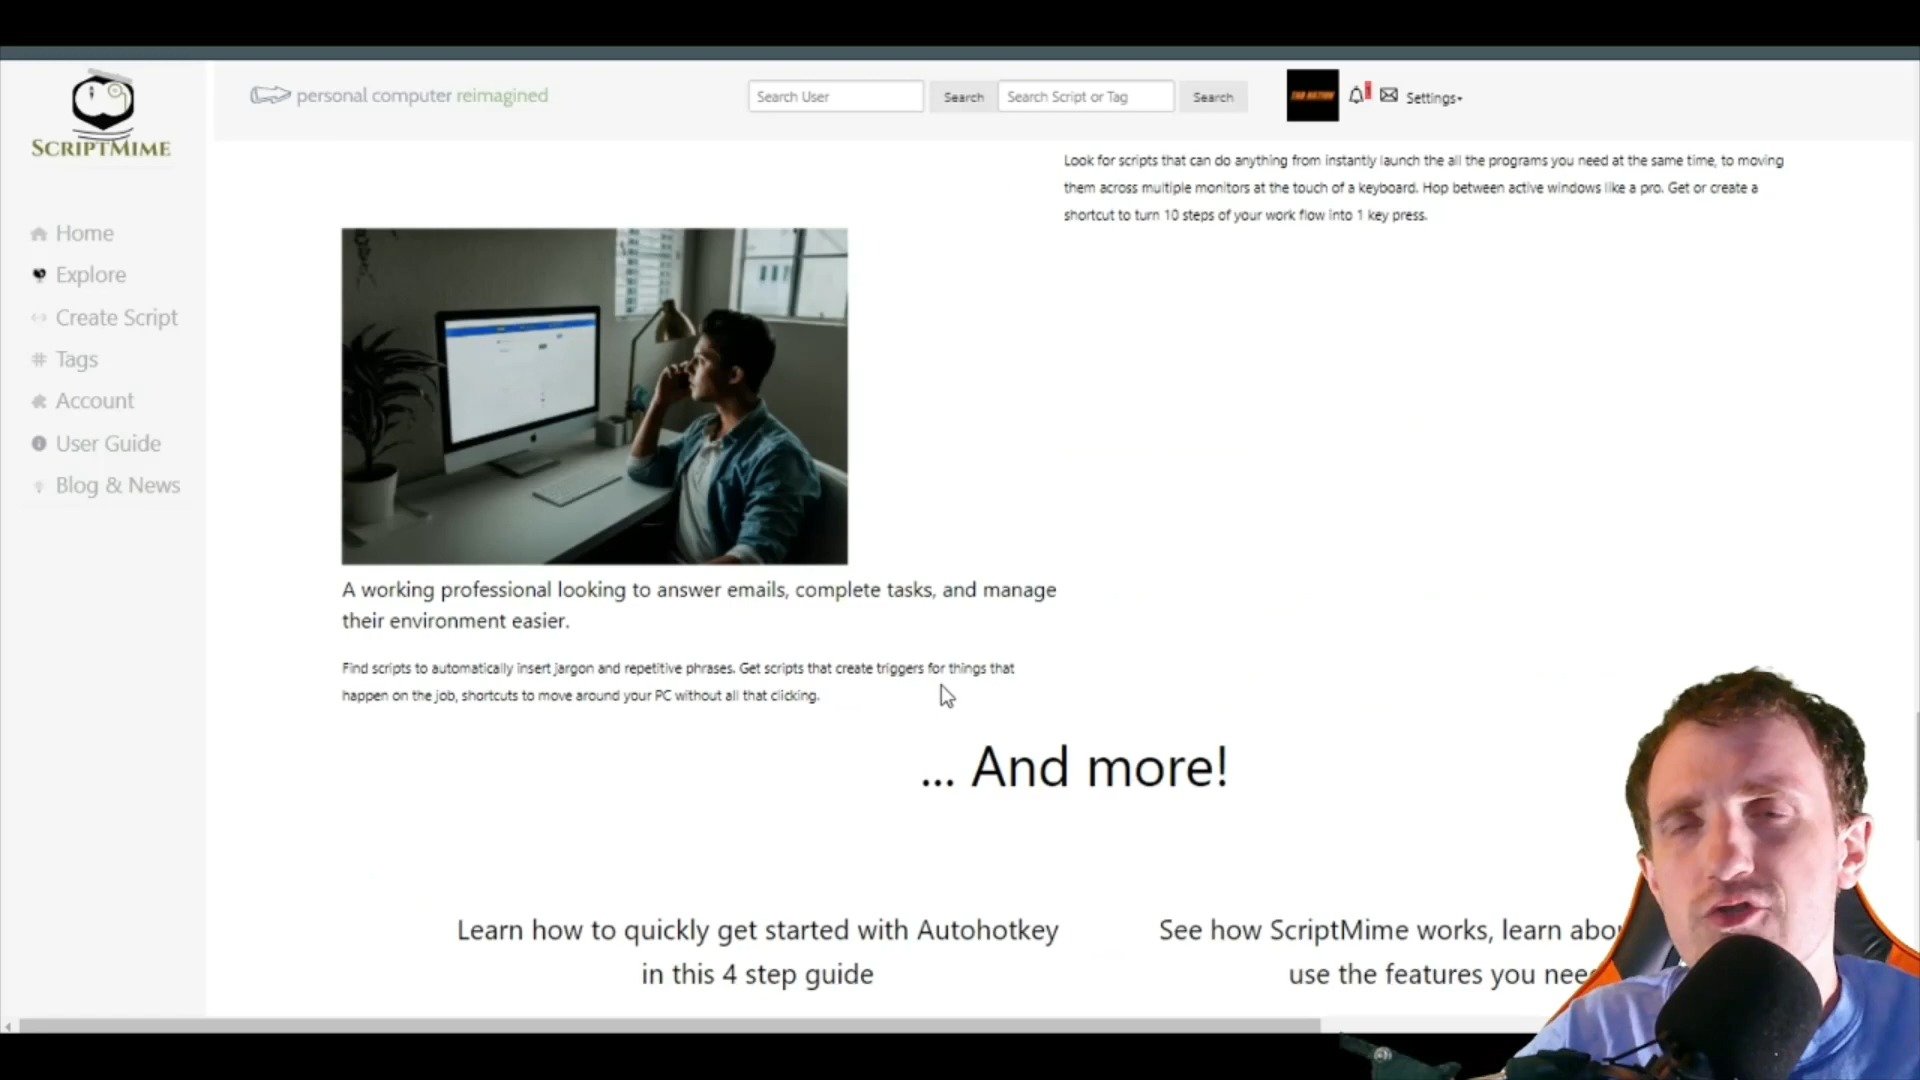 SCRIPTMIME
personal computer reimagined
Search User
Search
Search Script or Tag
Search
TAB NATION
Settings
Home
Explore
Create Script
Tags
Account
User Guide
Blog & News
Look for scripts that can do anything from instantly launch the all the programs you need at the same time, to moving
them across multiple monitors at the touch of a keyboard. Hop between active windows like a pro. Get or create a
shortcut to turn 10 steps of your work flow into 1 key press.
A working professional looking to answer emails, complete tasks, and manage
their environment easier.
Find scripts to automatically insert jargon and repetitive phrases. Get scripts that create triggers for things that
happen on the job, shortcuts to move around your PC without all that clicking.
... And more!
Learn how to quickly get started with Autohotkey
in this 4 step guide
See how ScriptMime works, learn abou
use the features you nee